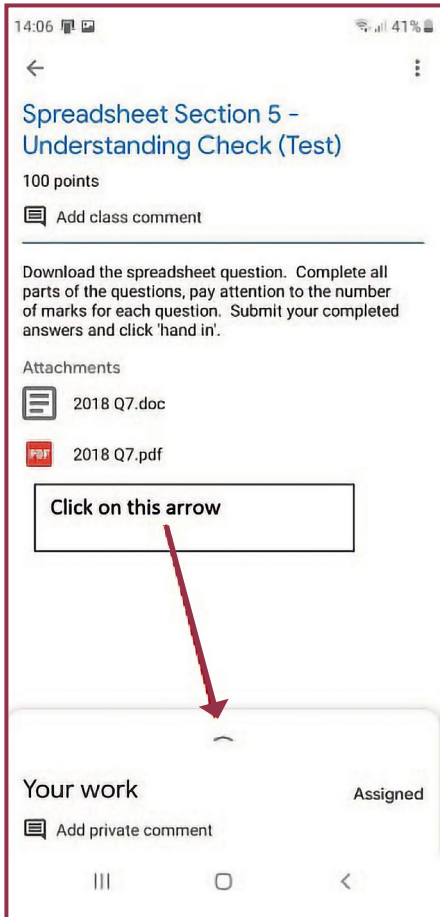 14:06 41%
Spreadsheet Section 5 -
Understanding Check (Test)
100 points
Add class comment
Download the spreadsheet question. Complete all
parts of the questions, pay attention to the number
of marks for each question. Submit your completed
answers and click 'hand in'.
Attachments
2018 Q7.doc
PDF 2018 Q7.pdf
Click on this arrow
Your work Assigned
Add private comment